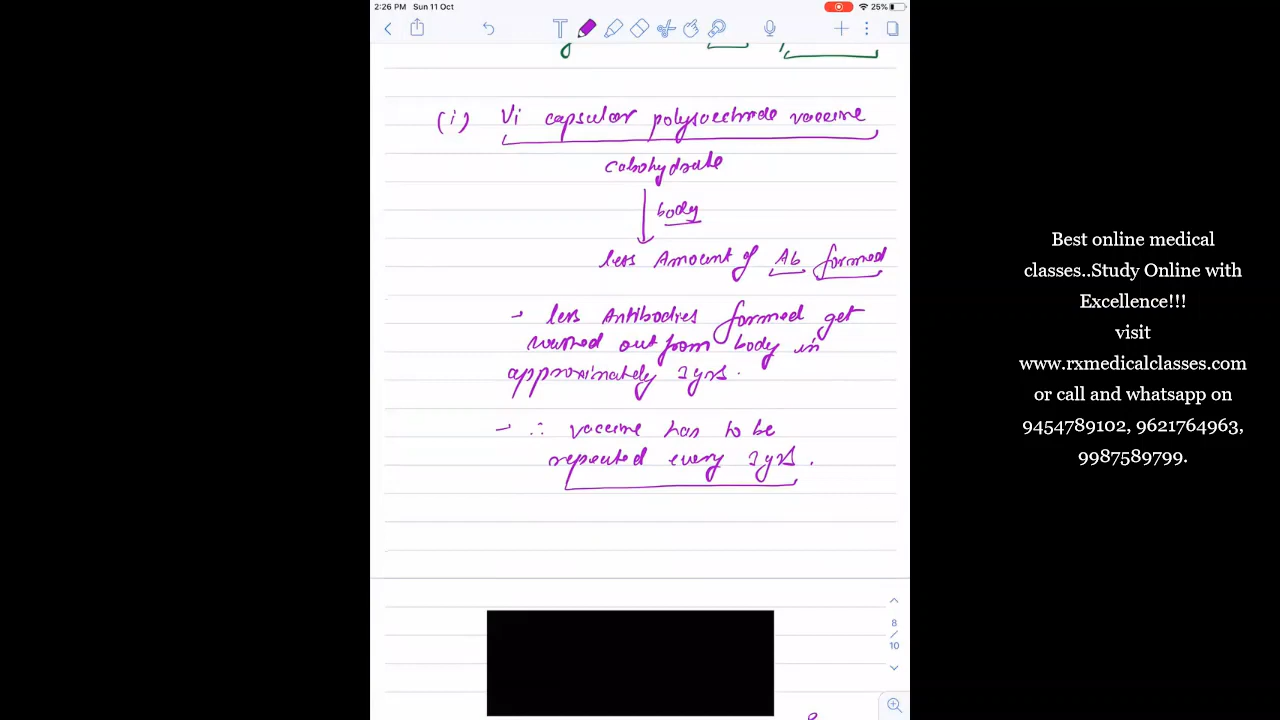 2:26 PM Sun 11 Oct
25%
T
(i) Vi capsular polysacchride vaccine
cabohydrate
body
less Amount of Ab formed
→ less Antibodies formed get
washed out from body in
approximately 3yrs.
→ ∴ vaccine has to be
repeated every 3yrs.
8
/
10
Best online medical
classes..Study Online with
Excellence!!!
visit
www.rxmedicalclasses.com
or call and whatsapp on
9454789102, 9621764963,
9987589799.